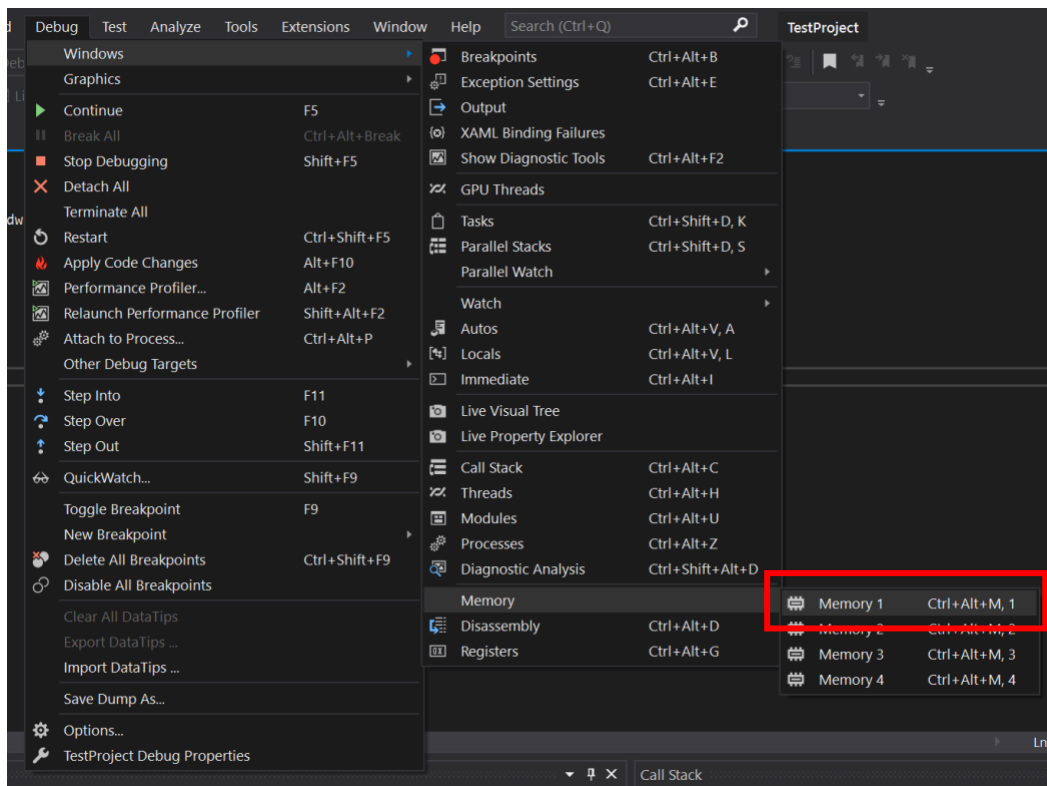 Debug Test Analyze Tools Extensions Window Help Search (Ctrl+Q) TestProject
Windows
Graphics
Continue F5
Break All Ctrl+Alt+Break
Stop Debugging Shift+F5
Detach All
Terminate All
Restart Ctrl+Shift+F5
Apply Code Changes Alt+F10
Performance Profiler... Alt+F2
Relaunch Performance Profiler Shift+Alt+F2
Attach to Process... Ctrl+Alt+P
Other Debug Targets
Step Into F11
Step Over F10
Step Out Shift+F11
QuickWatch... Shift+F9
Toggle Breakpoint F9
New Breakpoint
Delete All Breakpoints Ctrl+Shift+F9
Disable All Breakpoints
Clear All DataTips
Export DataTips ...
Import DataTips ...
Save Dump As...
Options...
TestProject Debug Properties
Breakpoints Ctrl+Alt+B
Exception Settings Ctrl+Alt+E
Output
XAML Binding Failures
Show Diagnostic Tools Ctrl+Alt+F2
GPU Threads
Tasks Ctrl+Shift+D, K
Parallel Stacks Ctrl+Shift+D, S
Parallel Watch
Watch
Autos Ctrl+Alt+V, A
Locals Ctrl+Alt+V, L
Immediate Ctrl+Alt+I
Live Visual Tree
Live Property Explorer
Call Stack Ctrl+Alt+C
Threads Ctrl+Alt+H
Modules Ctrl+Alt+U
Processes Ctrl+Alt+Z
Diagnostic Analysis Ctrl+Shift+Alt+D
Memory
Disassembly Ctrl+Alt+D
Registers Ctrl+Alt+G
Memory 1 Ctrl+Alt+M, 1
Memory 2 Ctrl+Alt+M, 2
Memory 3 Ctrl+Alt+M, 3
Memory 4 Ctrl+Alt+M, 4
dw
Ln
Call Stack